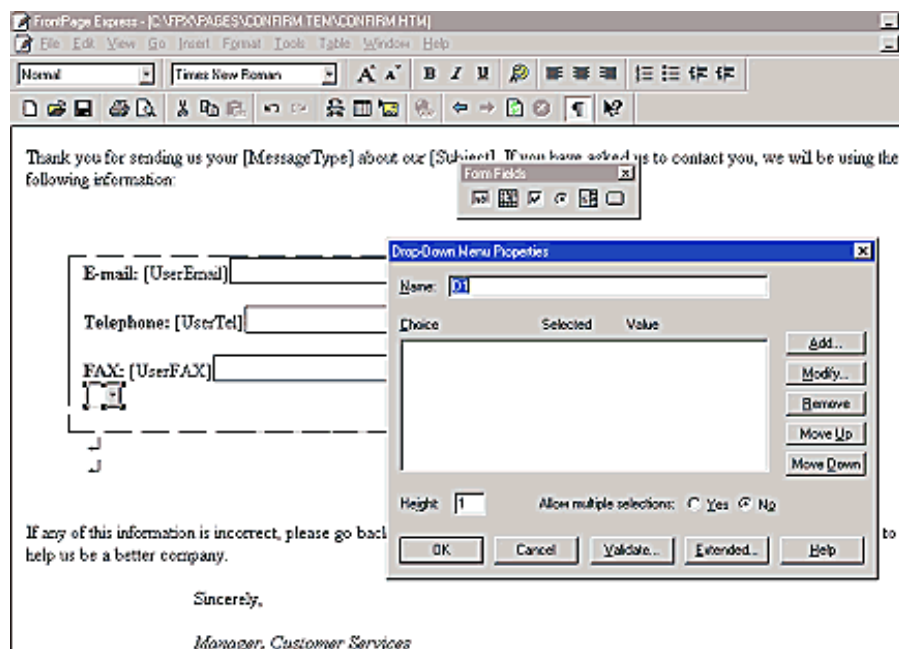 FrontPage Express - [C:\FPX\PAGES\CONFIRM.TEM\CONFIRM.HTM]
File Edit View Go Insert Format Tools Table Window Help
Normal Times New Roman A A B I U
Thank you for sending us your [MessageType] about our [Subject]. If you have asked us to contact you, we will be using the
following information:
Form Fields
E-mail: [UserEmail]
Telephone: [UserTel]
FAX: [UserFAX]
Drop-Down Menu Properties
Name: D1
Choice Selected Value
Add...
Modify...
Remove
Move Up
Move Down
Height: 1 Allow multiple selections: Yes No
OK Cancel Validate... Extended... Help
If any of this information is incorrect, please go back to
help us be a better company.
Sincerely,
Manager, Customer Services